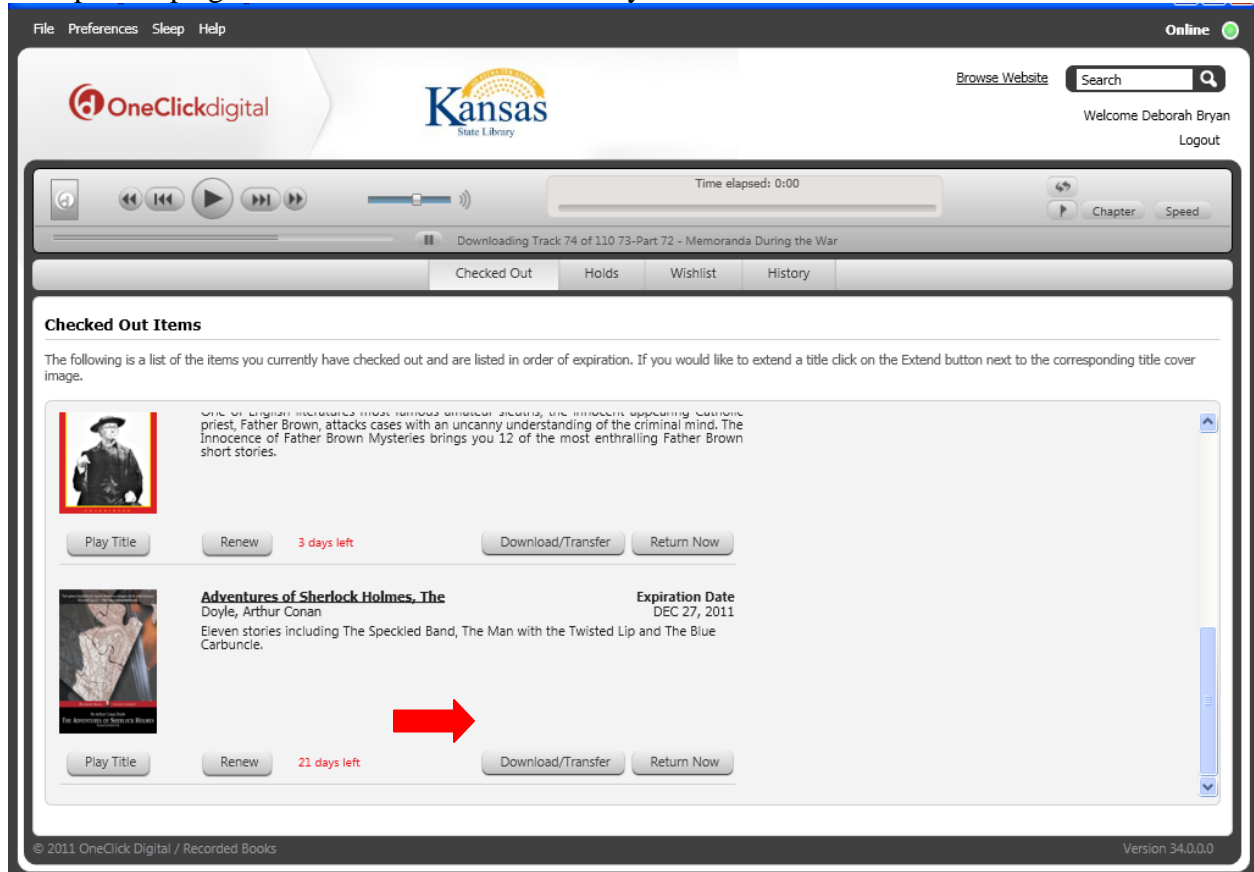 File Preferences Sleep Help
Online
OneClickdigital
Kansas
State Library
Browse Website
Search
Welcome Deborah Bryan
Logout
Time elapsed: 0:00
Chapter Speed
Downloading Track 74 of 110 73-Part 72 - Memoranda During the War
Checked Out Holds Wishlist History
Checked Out Items
The following is a list of the items you currently have checked out and are listed in order of expiration. If you would like to extend a title click on the Extend button next to the corresponding title cover
image.
priest, Father Brown, attacks cases with an uncanny understanding of the criminal mind. The
Innocence of Father Brown Mysteries brings you 12 of the most enthralling Father Brown
short stories.
Play Title Renew 3 days left Download/Transfer Return Now
Adventures of Sherlock Holmes, The Expiration Date
Doyle, Arthur Conan DEC 27, 2011
Eleven stories including The Speckled Band, The Man with the Twisted Lip and The Blue
Carbuncle.
The Adventures of Sherlock Holmes
Play Title Renew 21 days left Download/Transfer Return Now
© 2011 OneClick Digital / Recorded Books Version 34.0.0.0